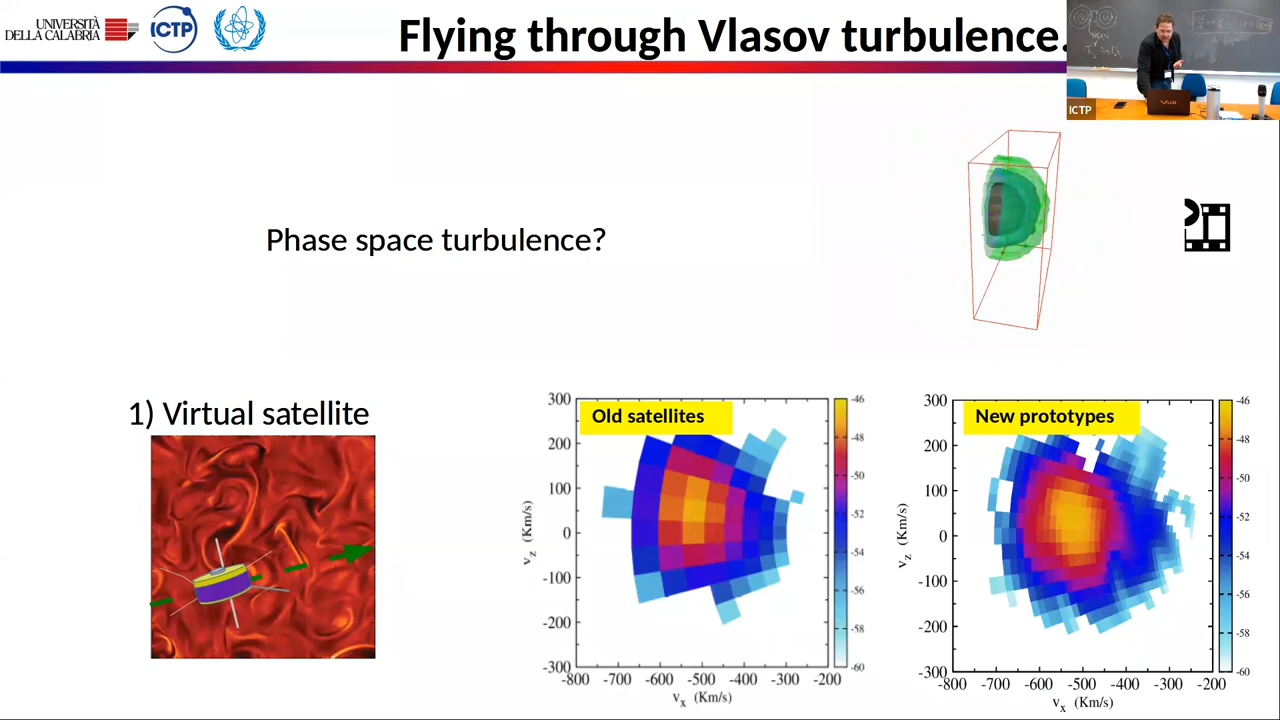 UNIVERSITÀ
DELLA CALABRIA
ICTP
Flying through Vlasov turbulence.
ICTP
Phase space turbulence?
1) Virtual satellite
Old satellites
300
200
100
0
-100
-200
-300
-800 -700 -600 -500 -400 -300 -200
vz (Km/s)
vx (Km/s)
-46
-48
-50
-52
-54
-56
-58
-60
New prototypes
300
200
100
0
-100
-200
-300
-800 -700 -600 -500 -400 -300 -200
vz (Km/s)
vx (Km/s)
-46
-48
-50
-52
-54
-56
-58
-60